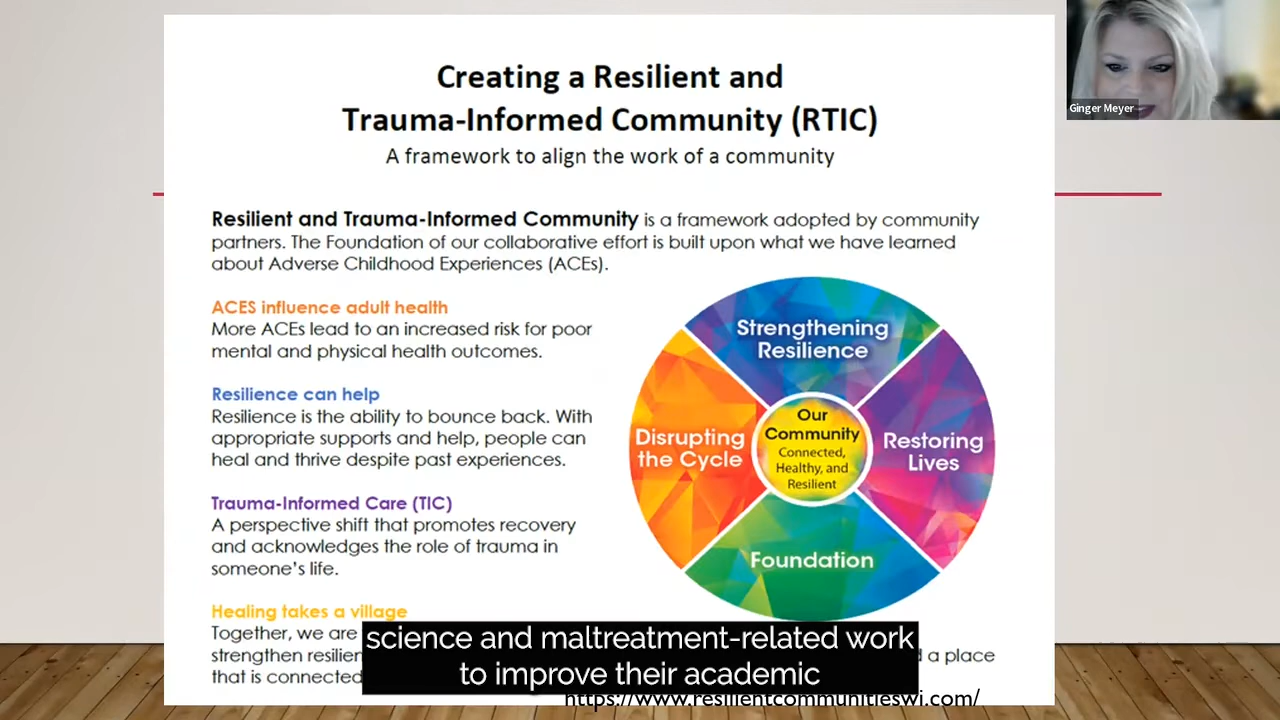 Creating a Resilient and
Trauma-Informed Community (RTIC)
A framework to align the work of a community
Ginger Meyer
Resilient and Trauma-Informed Community is a framework adopted by community
partners. The Foundation of our collaborative effort is built upon what we have learned
about Adverse Childhood Experiences (ACEs).
ACES influence adult health
More ACEs lead to an increased risk for poor
mental and physical health outcomes.
Resilience can help
Resilience is the ability to bounce back. With
appropriate supports and help, people can
heal and thrive despite past experiences.
Trauma-Informed Care (TIC)
A perspective shift that promotes recovery
and acknowledges the role of trauma in
someone's life.
Healing takes a village
Together, we are
strengthen a place
that is connected
Strengthening
Resilience
Disrupting
the Cycle
Our
Community
Connected,
Healthy, and
Resilient
Restoring
Lives
Foundation
science and maltreatment-related work
to improve their academic
https://www.resilientcommunitieswi.com/